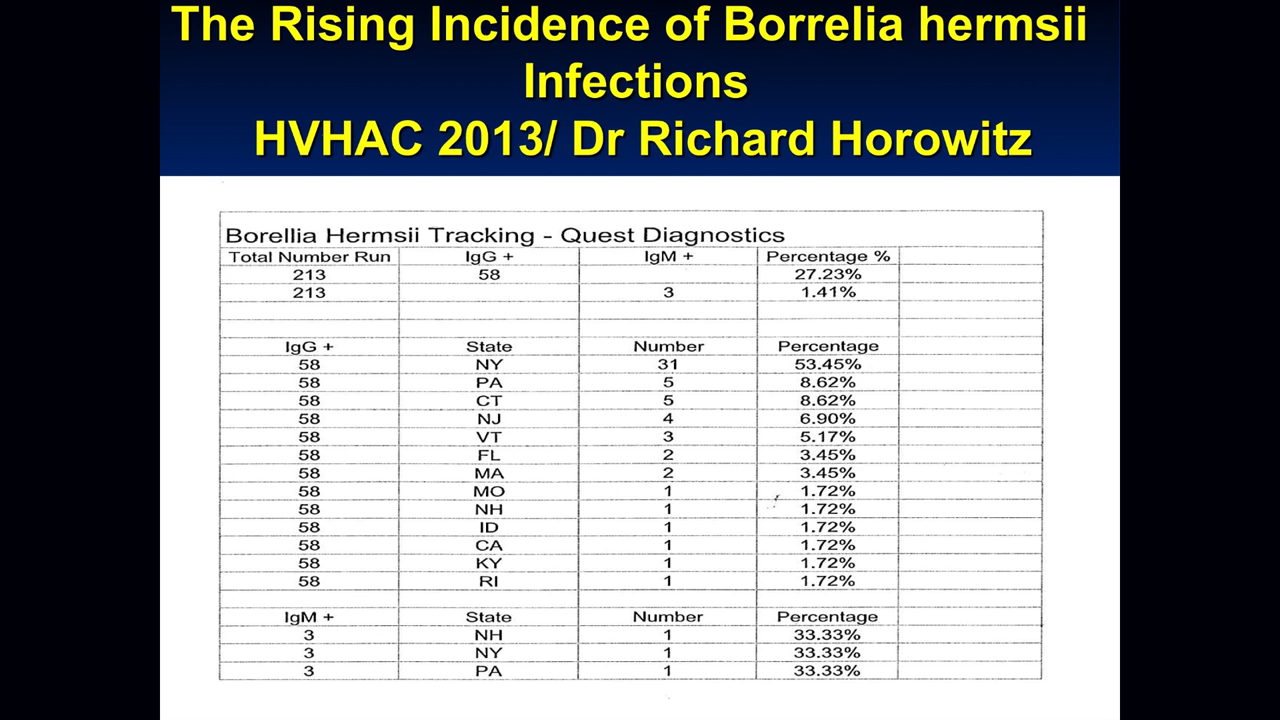 The Rising Incidence of Borrelia hermsii
Infections
HVHAC 2013/ Dr Richard Horowitz
Borellia Hermsii Tracking - Quest Diagnostics
Total Number Run IgG + IgM + Percentage %
213 58 27.23%
213 3 1.41%
IgG + State Number Percentage
58 NY 31 53.45%
58 PA 5 8.62%
58 CT 5 8.62%
58 NJ 4 6.90%
58 VT 3 5.17%
58 FL 2 3.45%
58 MA 2 3.45%
58 MO 1 1.72%
58 NH 1 1.72%
58 ID 1 1.72%
58 CA 1 1.72%
58 KY 1 1.72%
58 RI 1 1.72%
IgM + State Number Percentage
3 NH 1 33.33%
3 NY 1 33.33%
3 PA 1 33.33%